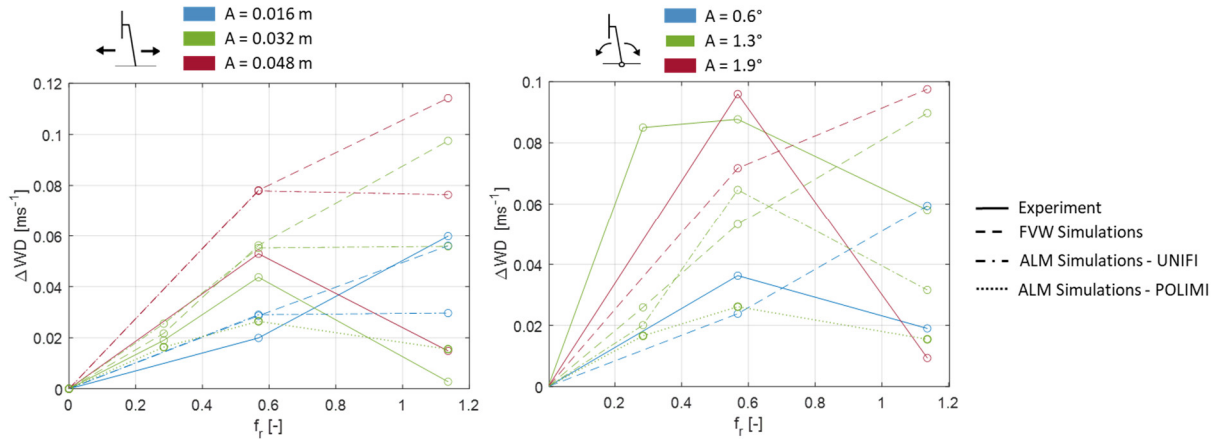 A = 0.016 m
A = 0.032 m
A = 0.048 m
0.12
0.1
0.08
0.06
0.04
0.02
0
ΔWD [ms⁻¹]
0 0.2 0.4 0.6 0.8 1 1.2
fᵣ [-]
A = 0.6°
A = 1.3°
A = 1.9°
0.1
0.08
0.06
0.04
0.02
0
ΔWD [ms⁻¹]
0.2 0.4 0.6 0.8 1 1.2
fᵣ [-]
Experiment
FVW Simulations
ALM Simulations - UNIFI
ALM Simulations - POLIMI